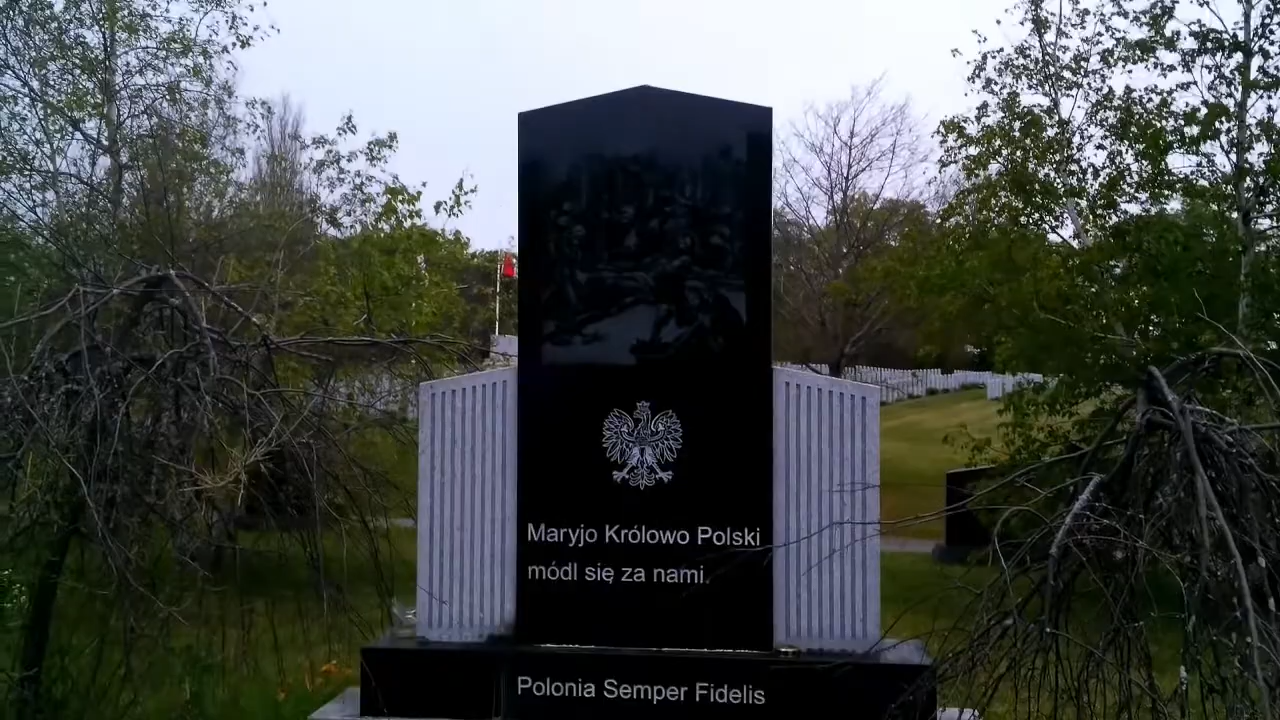 Maryjo Królowo Polski
módl się za nami.
Polonia Semper Fidelis